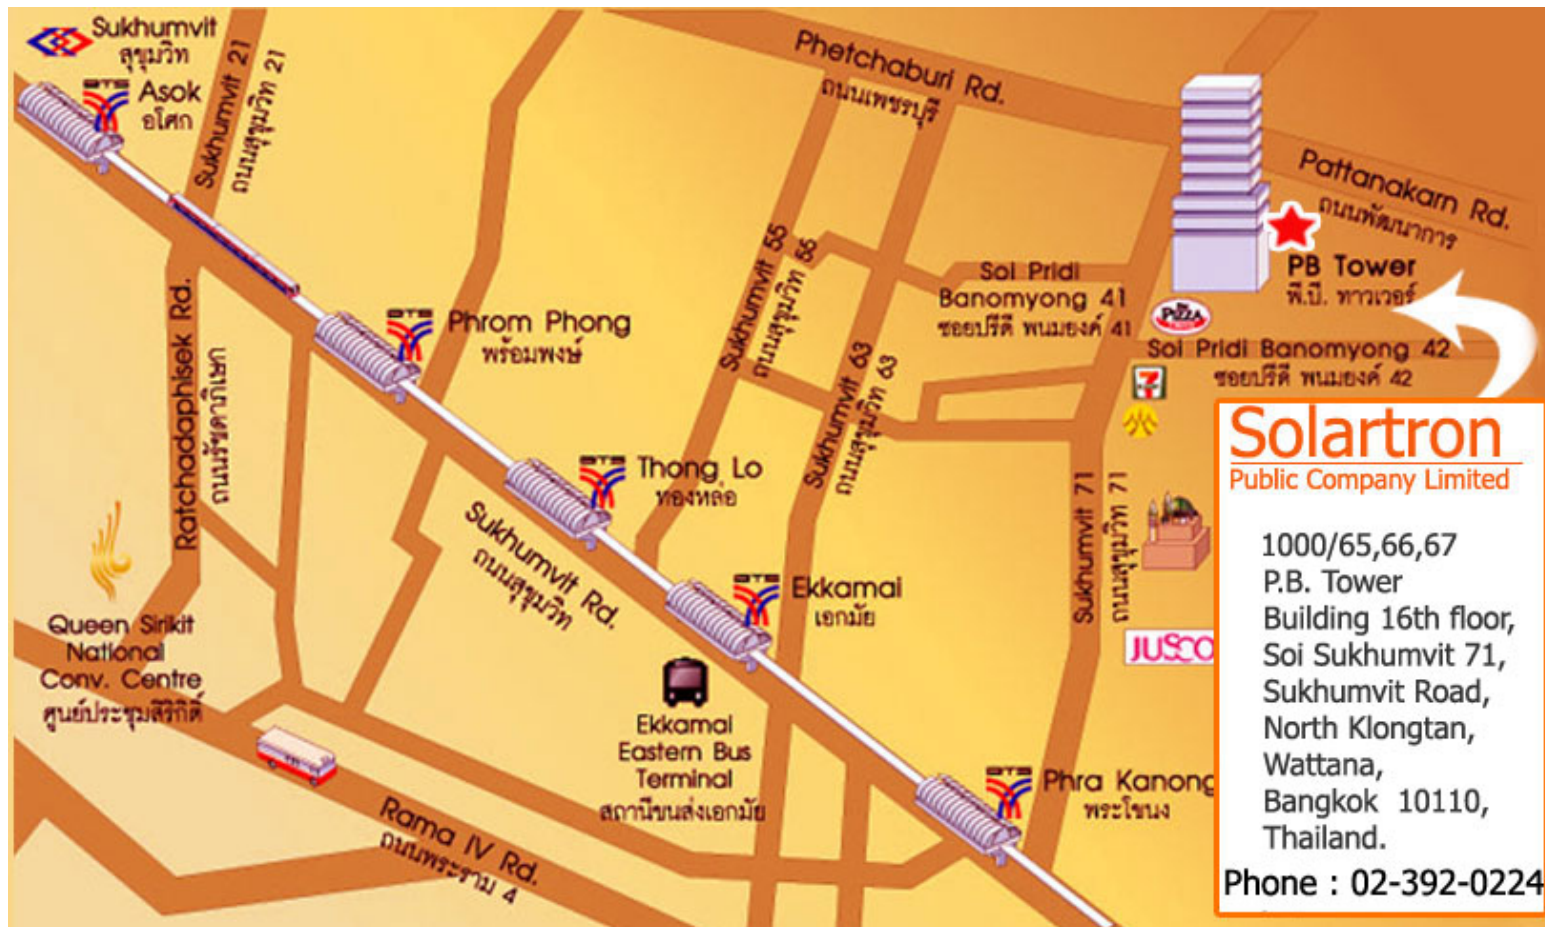 Sukhumvit
สุขุมวิท
BTS
Asok
อโศก
Sukhumvit 21
ถนนสุขุมวิท 21
Phetchaburi Rd.
ถนนเพชรบุรี
Pattanakarn Rd.
ถนนพัฒนาการ
PB Tower
พี.บี. ทาวเวอร์
Soi Pridi
Banomyong 41
ซอยปรีดี พนมยงค์ 41
PIZZA
Soi Pridi Banomyong 42
ซอยปรีดี พนมยงค์ 42
7
Ratchadaphisek Rd.
ถนนรัชดาภิเษก
BTS
Phrom Phong
พร้อมพงษ์
Sukhumvit 55
ถนนสุขุมวิท 55
Sukhumvit 63
ถนนสุขุมวิท 63
BTS
Thong Lo
ทองหล่อ
Sukhumvit Rd.
ถนนสุขุมวิท
Sukhumvit 71
ถนนสุขุมวิท 71
BTS
Ekkamai
เอกมัย
JUSCO
Queen Sirikit
National
Conv. Centre
ศูนย์ประชุมสิริกิติ์
Ekkamai
Eastern Bus
Terminal
สถานีขนส่งเอกมัย
Rama IV Rd.
ถนนพระราม 4
BTS
Phra Kanong
พระโขนง
Solartron
Public Company Limited
1000/65,66,67
P.B. Tower
Building 16th floor,
Soi Sukhumvit 71,
Sukhumvit Road,
North Klongtan,
Wattana,
Bangkok 10110,
Thailand.
Phone : 02-392-0224